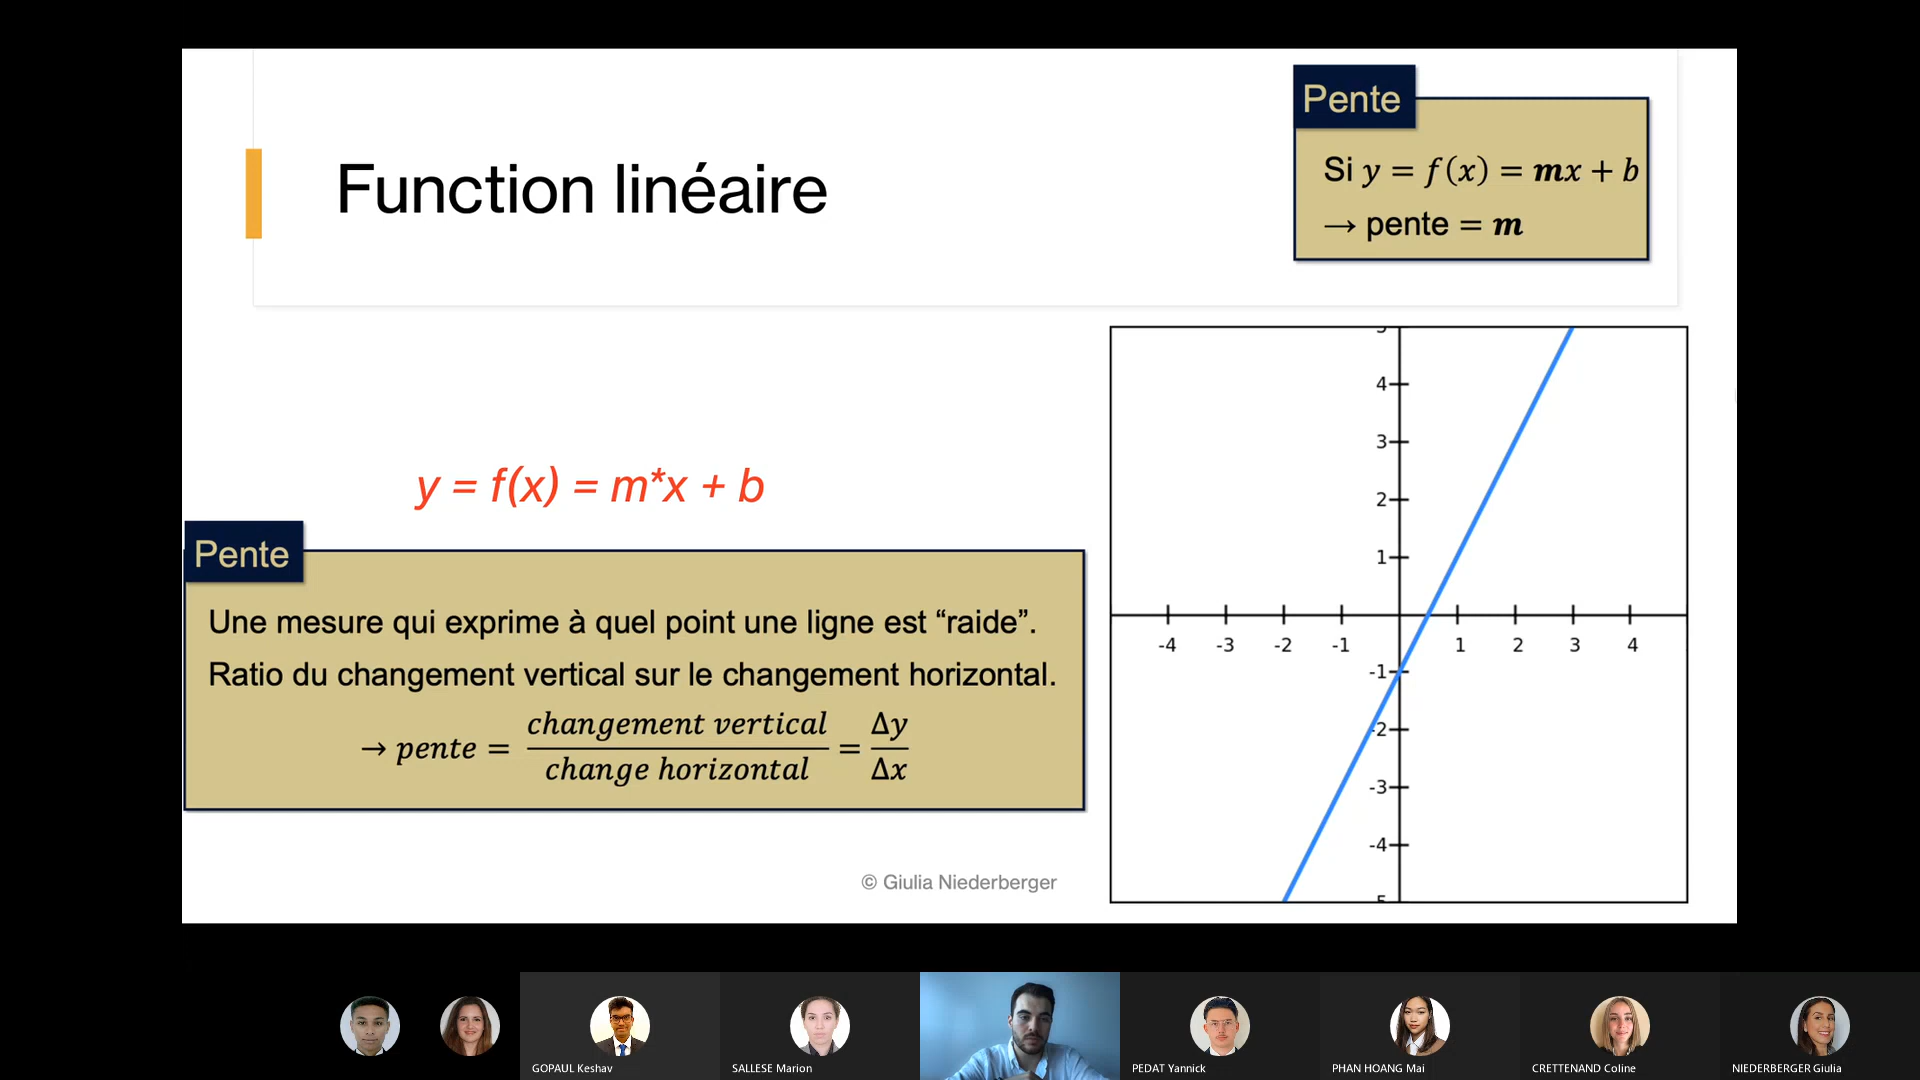 Pente
Si y = f(x) = mx + b
→ pente = m
Function linéaire
y = f(x) = m*x + b
Pente
Une mesure qui exprime à quel point une ligne est “raide”.
Ratio du changement vertical sur le changement horizontal.
→ pente = changement vertical / change horizontal = Δy / Δx
© Giulia Niederberger
4
3
2
1
-4 -3 -2 -1 1 2 3 4
-1
-2
-3
-4
GOPAUL Keshav
SALLESE Marion
PEDAT Yannick
PHAN HOANG Mai
CRETTENAND Coline
NIEDERBERGER Giulia